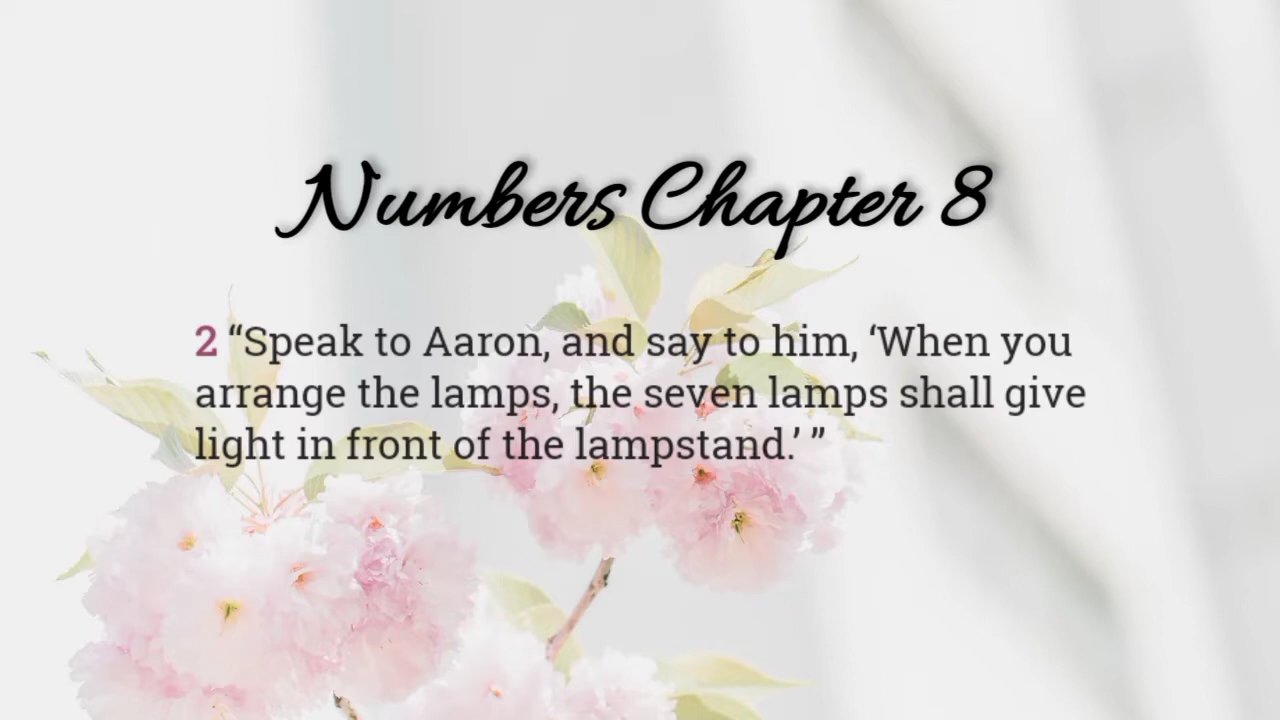 Numbers Chapter 8
2 “Speak to Aaron, and say to him, ‘When you
arrange the lamps, the seven lamps shall give
light in front of the lampstand.’ ”